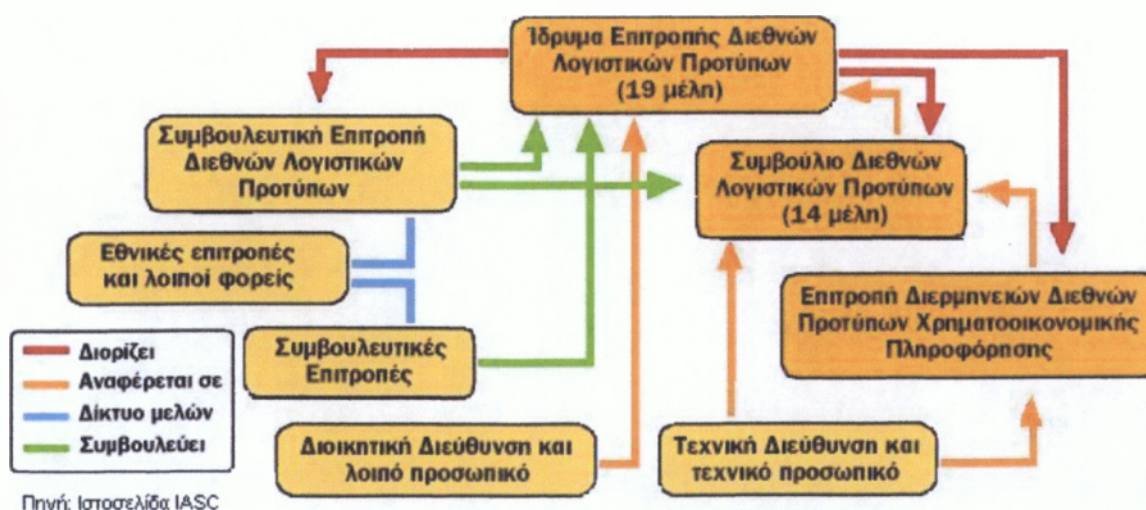 Ίδρυμα Επιτροπής Διεθνών
Λογιστικών Προτύπων
(19 μέλη)
Συμβουλευτική Επιτροπή
Διεθνών Λογιστικών
Προτύπων
Συμβούλιο Διεθνών
Λογιστικών Προτύπων
(14 μέλη)
Εθνικές επιτροπές
και λοιποί φορείς
Επιτροπή Διερμηνειών Διεθνών
Προτύπων Χρηματοοικονομικής
Πληροφόρησης
Συμβουλευτικές
Επιτροπές
Διορίζει
Αναφέρεται σε
Δίκτυο μελών
Συμβουλεύει
Διοικητική Διεύθυνση και
λοιπό προσωπικό
Τεχνική Διεύθυνση και
τεχνικό προσωπικό
Πηγή: Ιστοσελίδα IASC